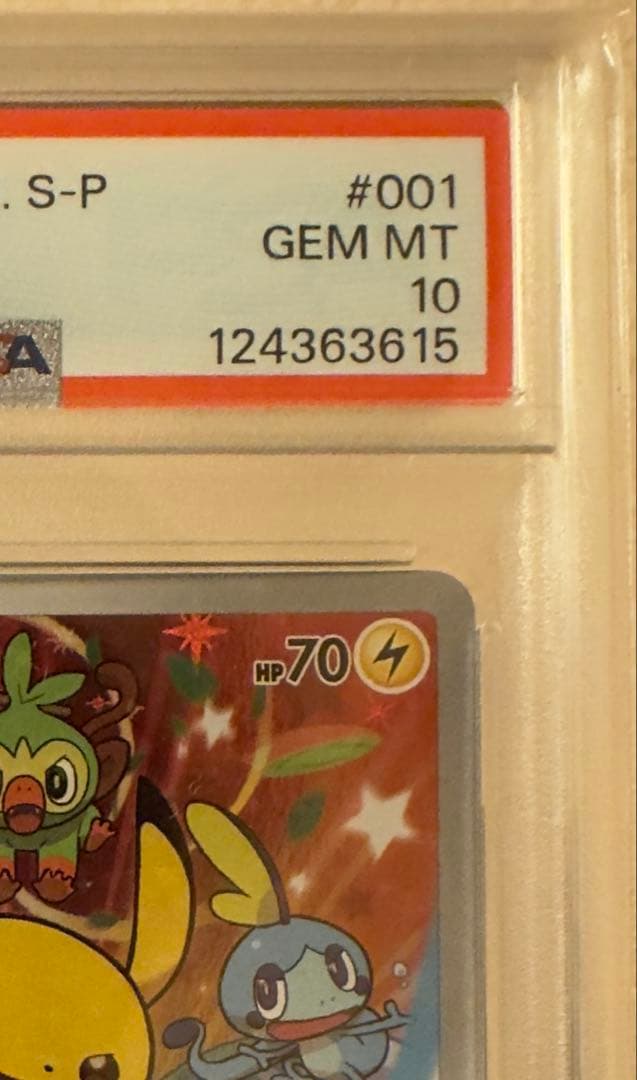 . S-P #001
GEM MT
10
A
124363615
HP70